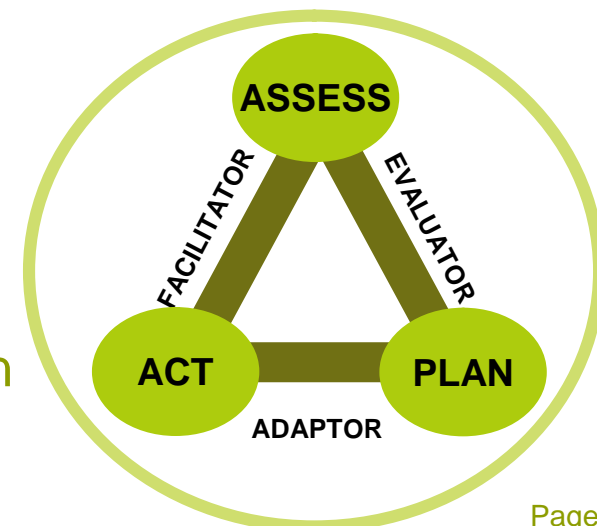 ASSESS
FACILITATOR
EVALUATOR
n
ACT
PLAN
ADAPTOR
Page